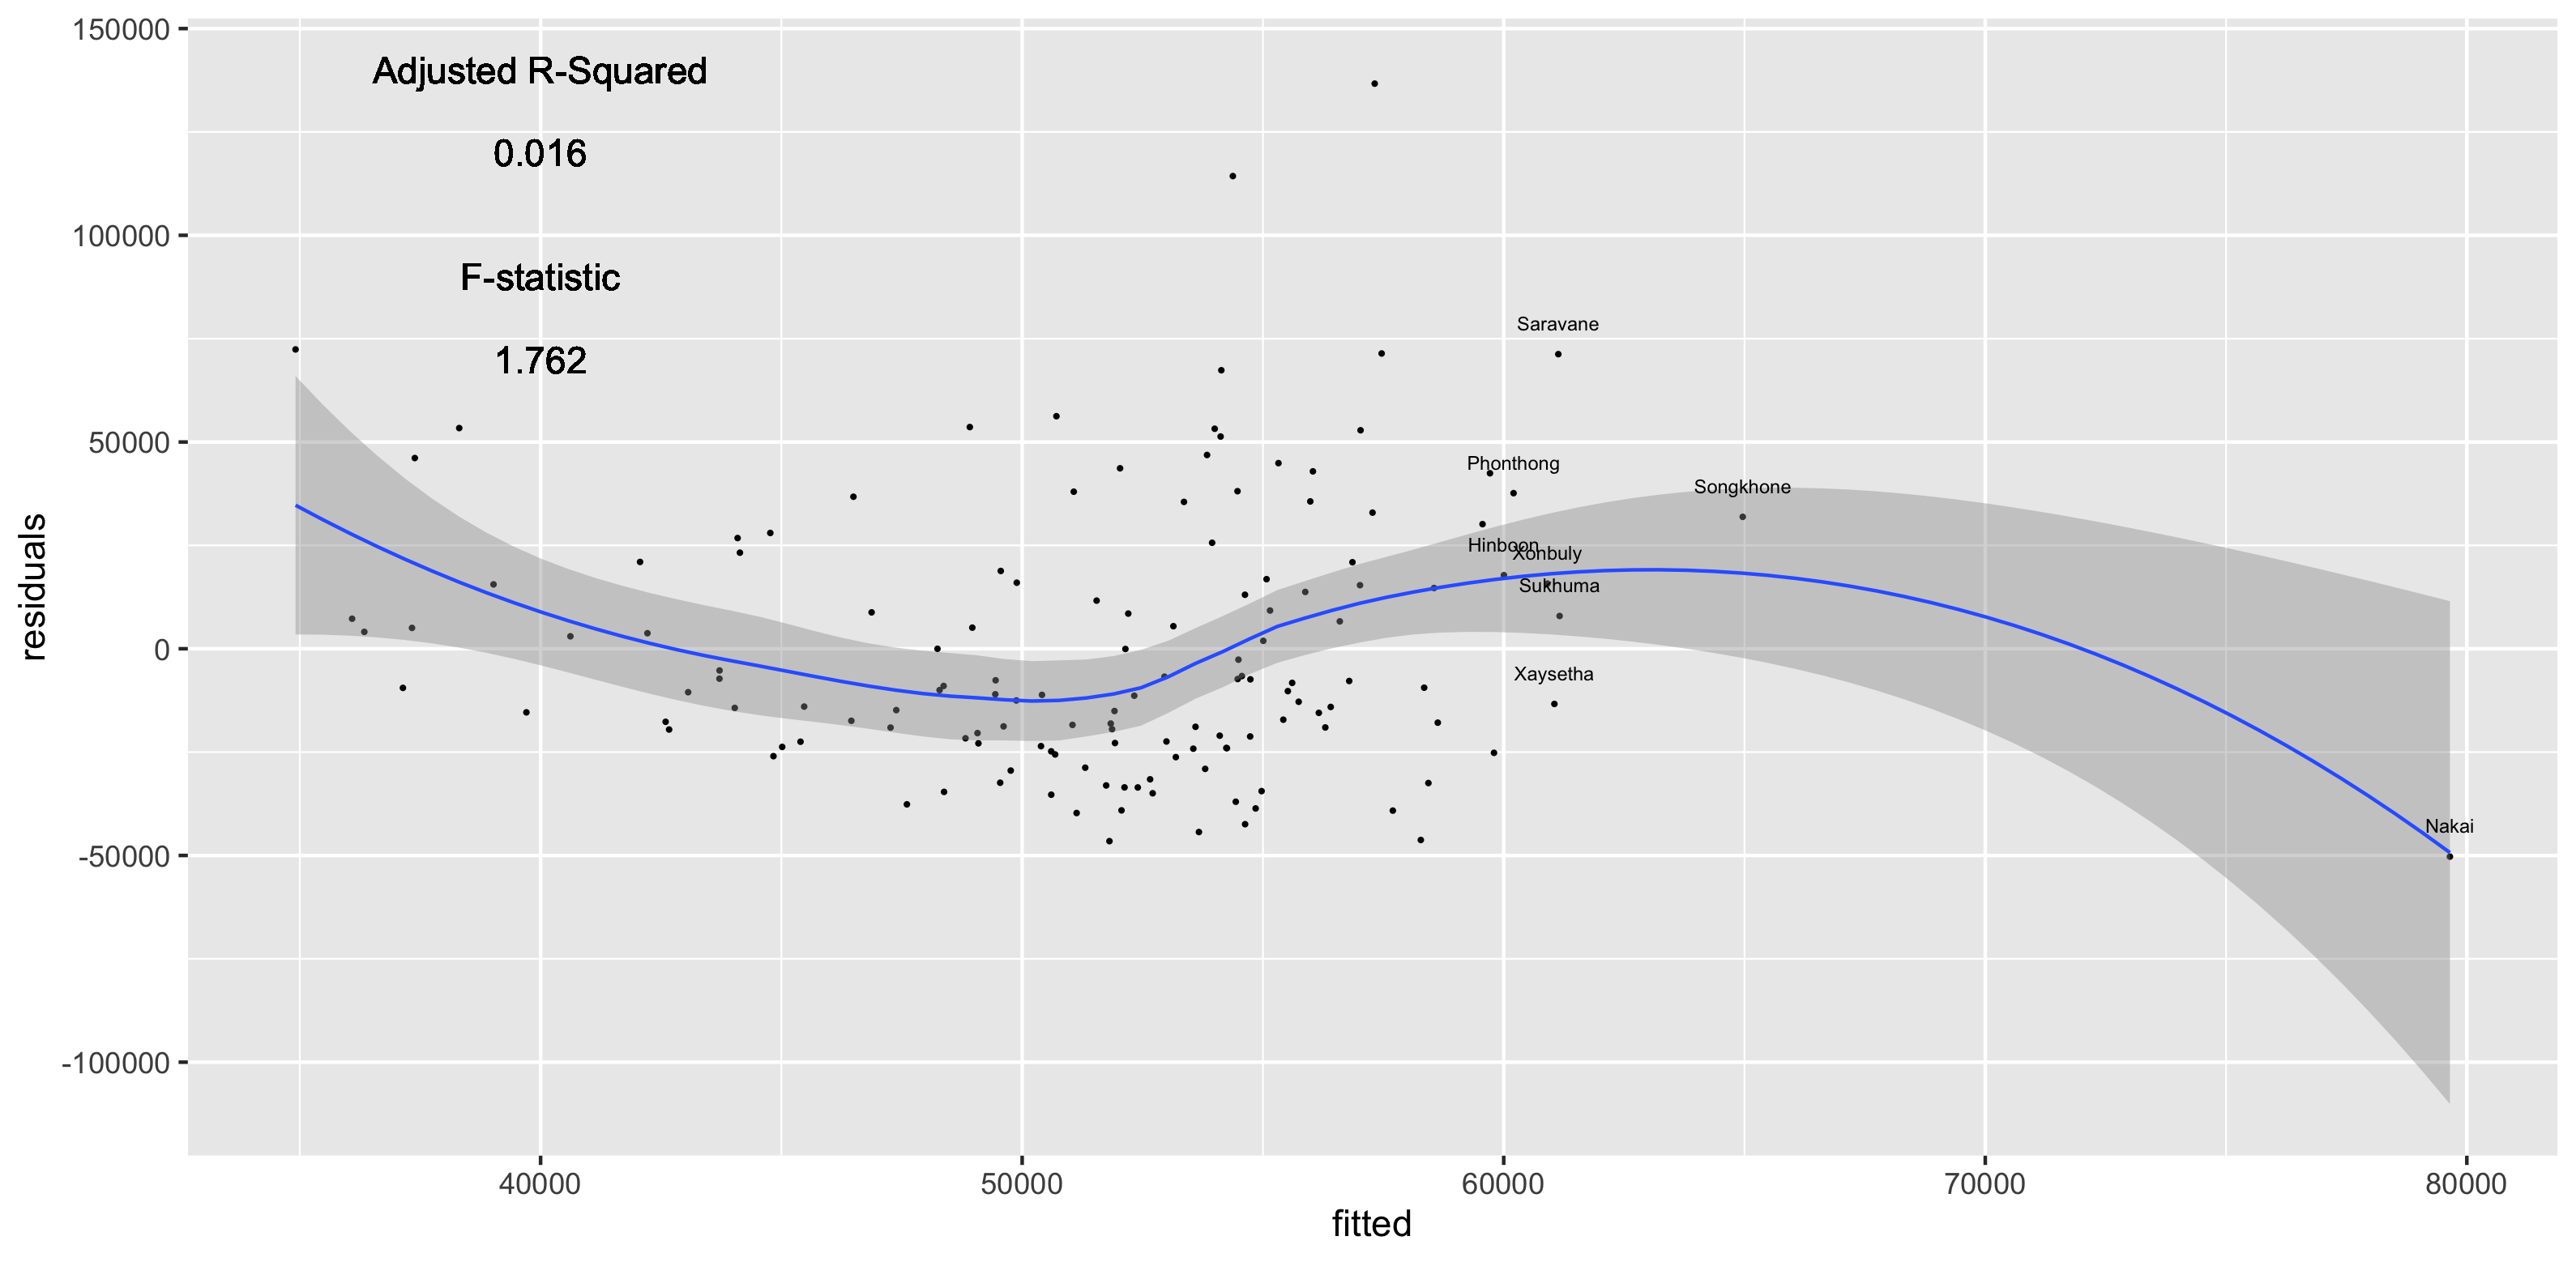 Adjusted R-Squared
0.016
F-statistic
1.762
Saravane
Phonthong
Songkhone
Hinboon
Xonbuly
Sukhuma
Xaysetha
Nakai
150000
100000
50000
0
-50000
-100000
residuals
40000
50000
60000
70000
80000
fitted